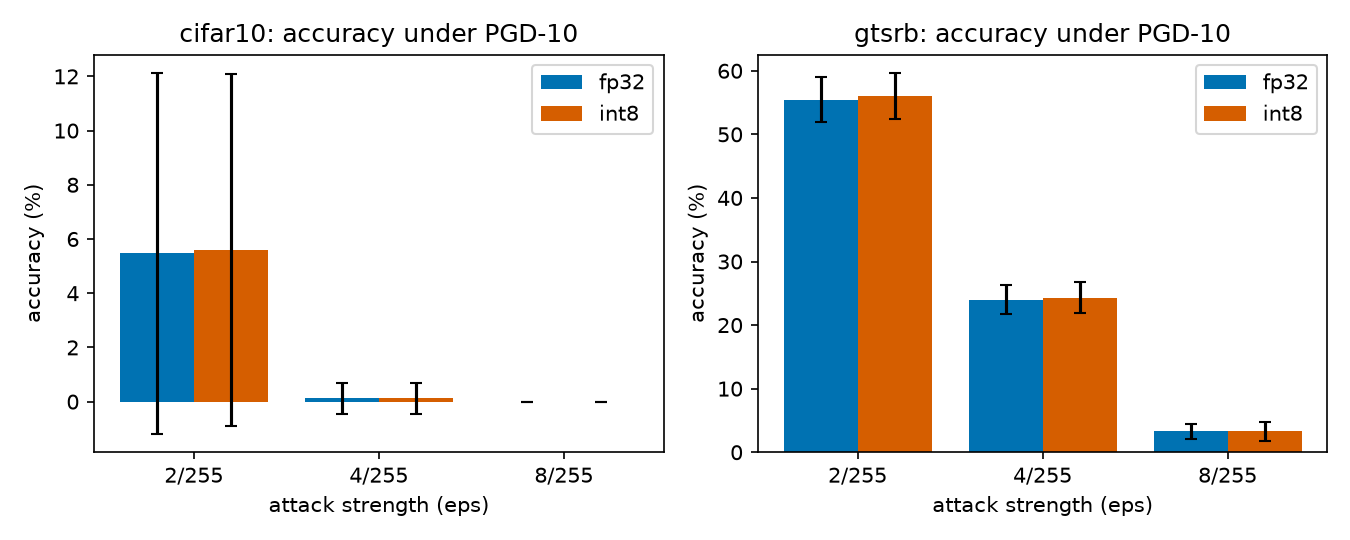 cifar10: accuracy under PGD-10
accuracy (%)
12
10
8
6
4
2
0
fp32
int8
2/255
4/255
8/255
attack strength (eps)
gtsrb: accuracy under PGD-10
accuracy (%)
60
50
40
30
20
10
0
fp32
int8
2/255
4/255
8/255
attack strength (eps)